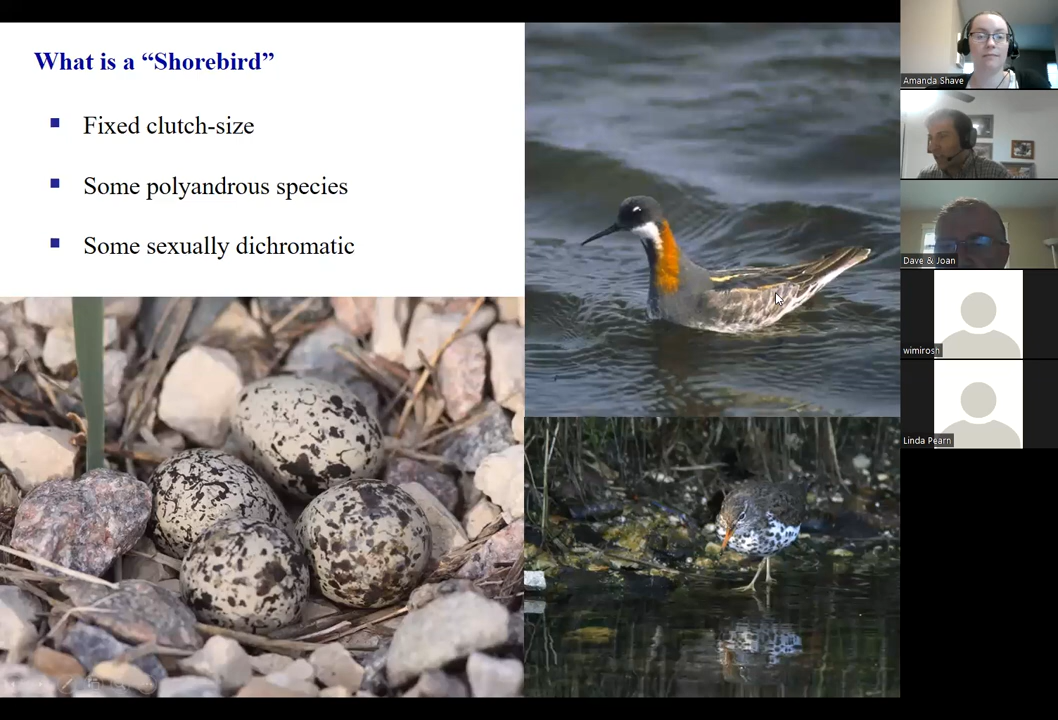 What is a “Shorebird”
Fixed clutch-size
Some polyandrous species
Some sexually dichromatic
Amanda Shave
Dave & Joan
wimirosh
Linda Pearn